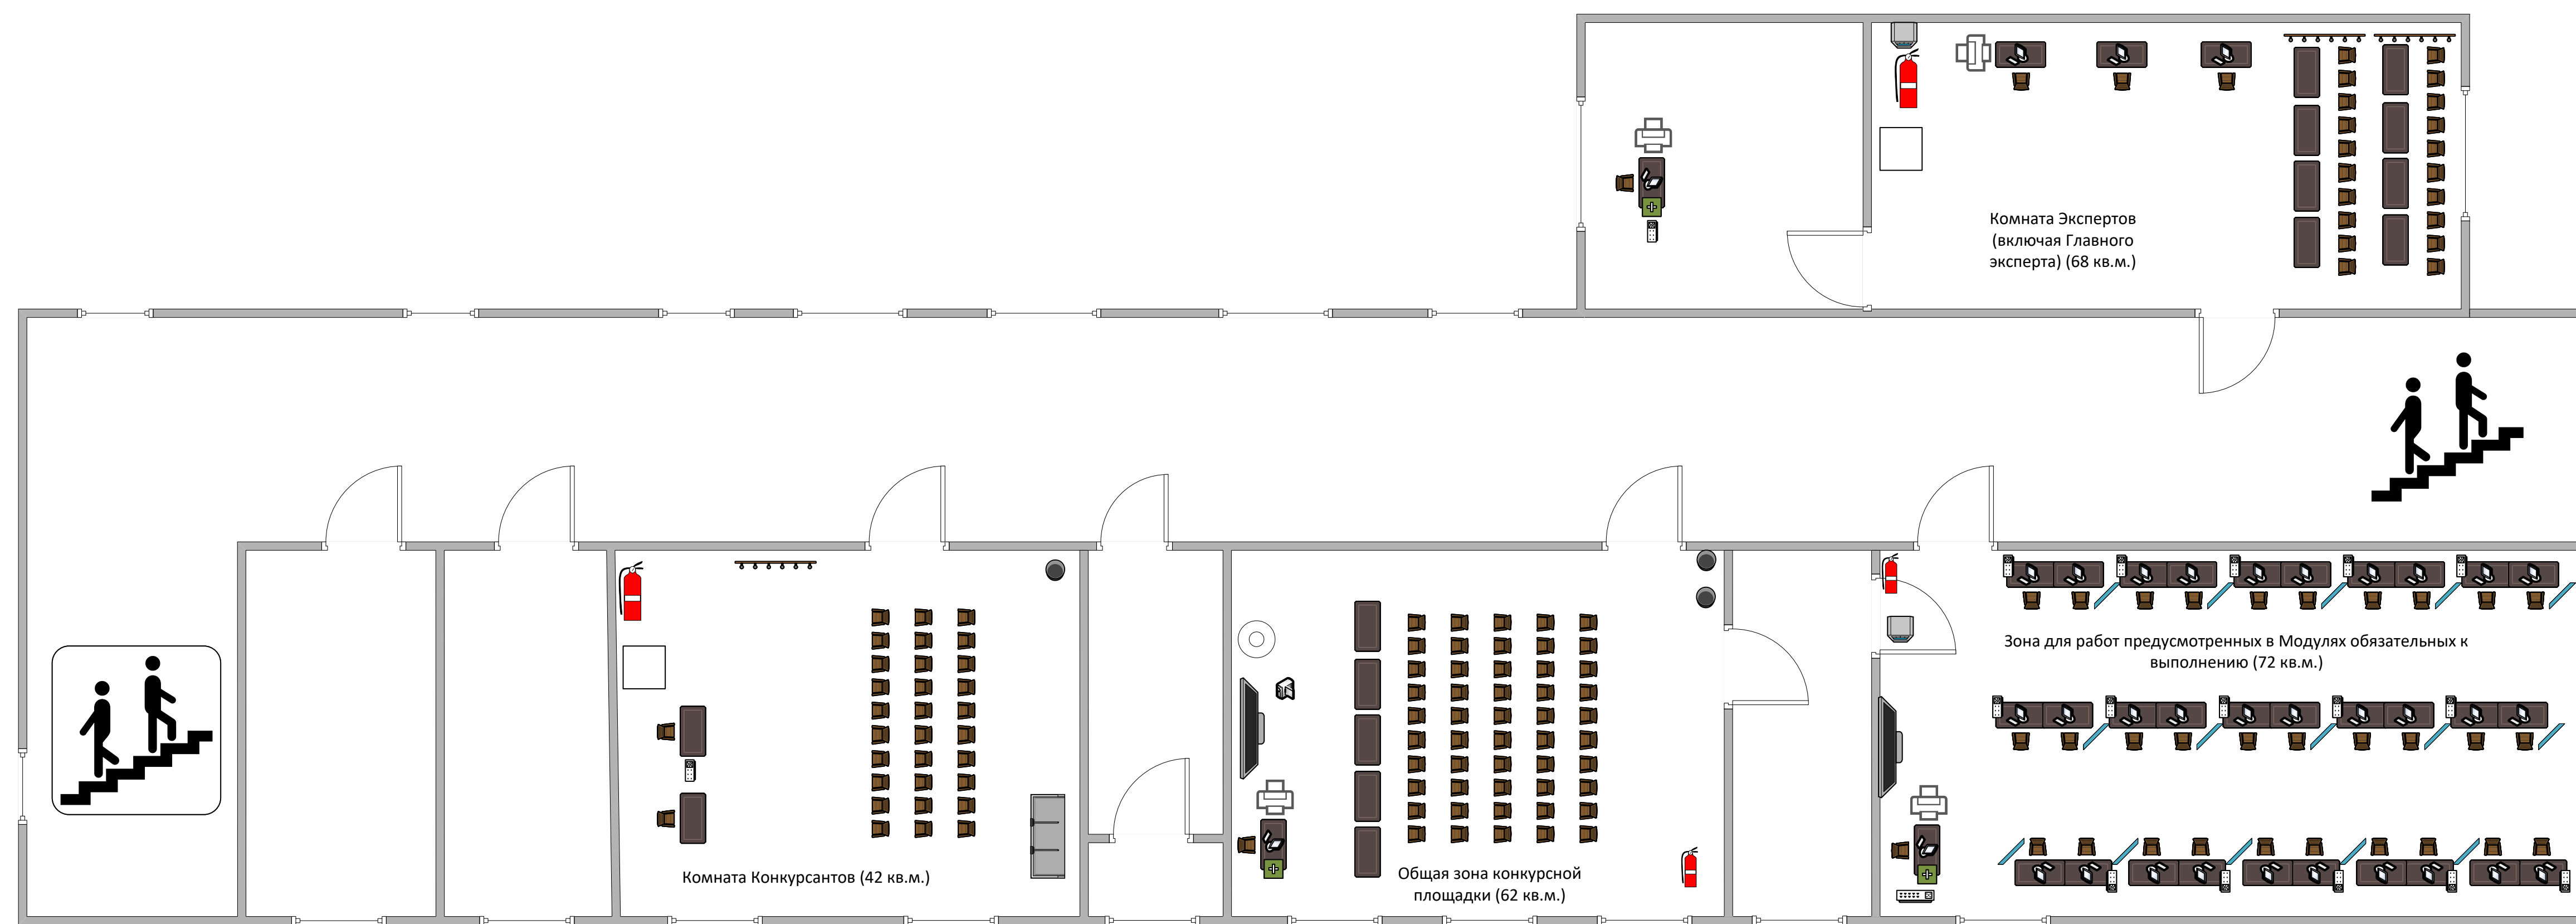 Комната Экспертов
(включая Главного
эксперта) (68 кв.м.)
Зона для работ предусмотренных в Модулях обязательных к
выполнению (72 кв.м.)
Комната Конкурсантов (42 кв.м.)
Общая зона конкурсной
площадки (62 кв.м.)